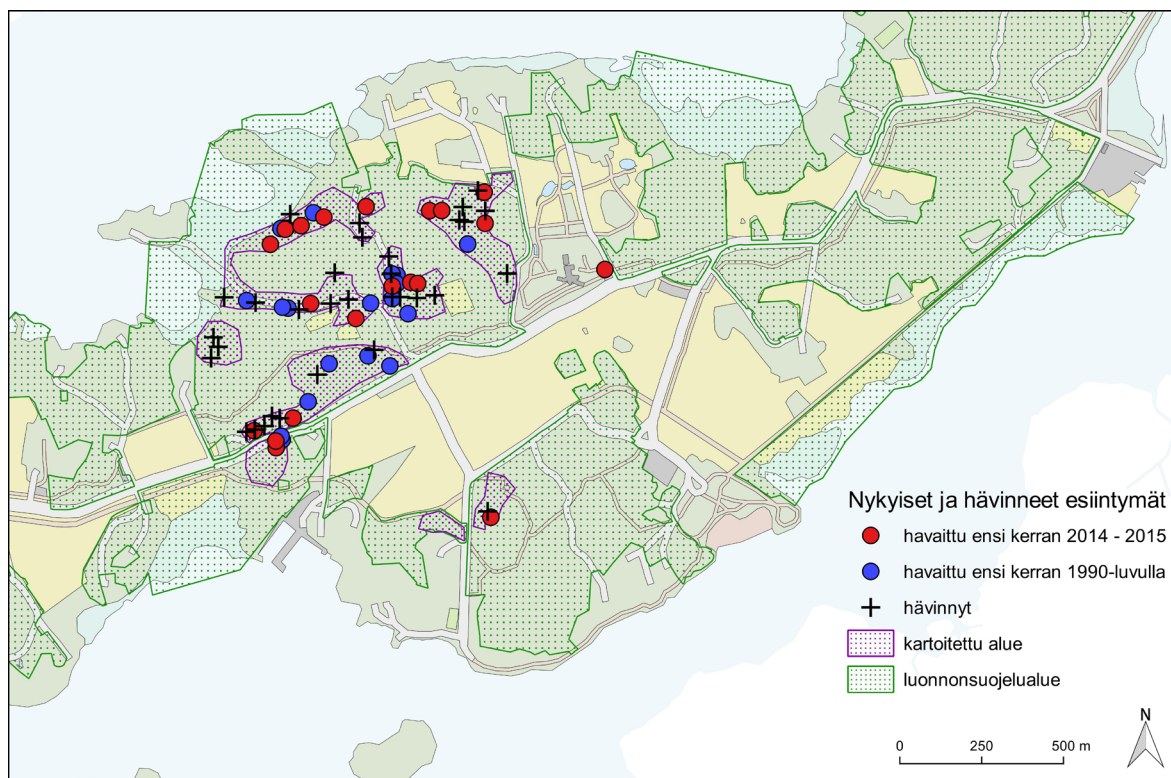 Nykyiset ja hävinneet esiintymät
havaittu ensi kerran 2014 - 2015
havaittu ensi kerran 1990-luvulla
hävinnyt
kartoitettu alue
luonnonsuojelualue
N
0 250 500 m